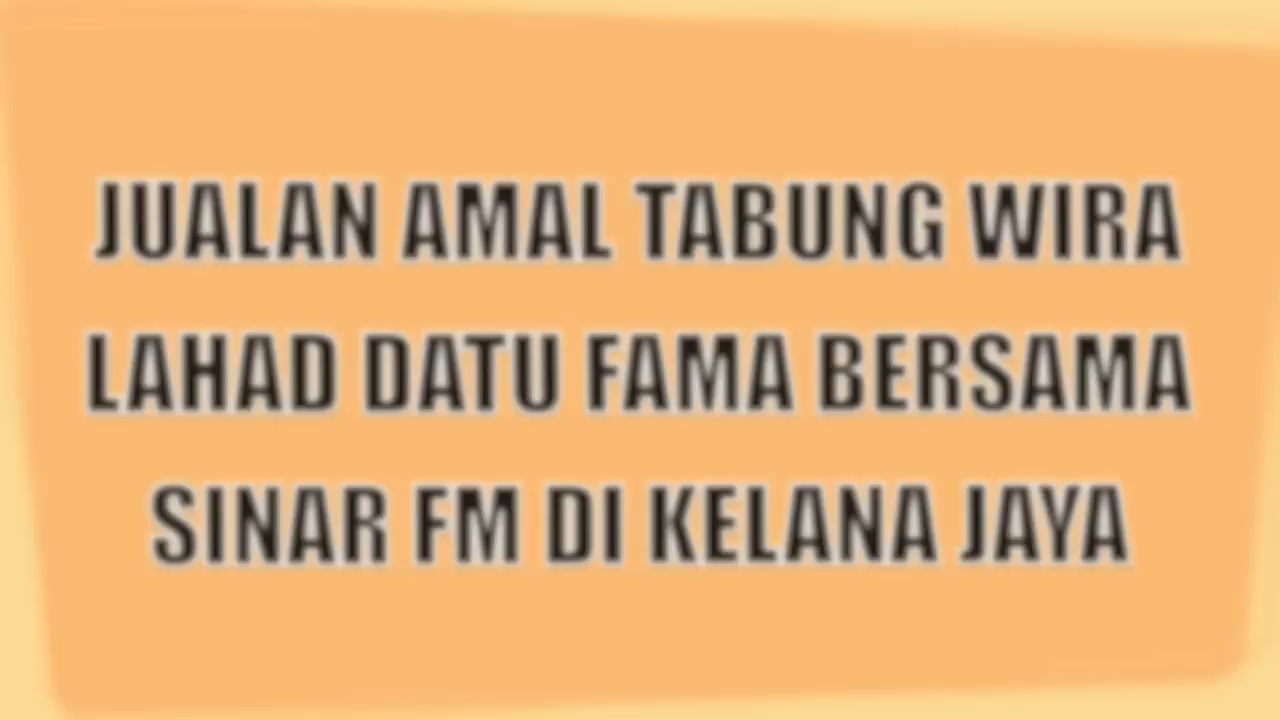 JUALAN AMAL TABUNG WIRA
LAHAD DATU FAMA BERSAMA
SINAR FM DI KELANA JAYA